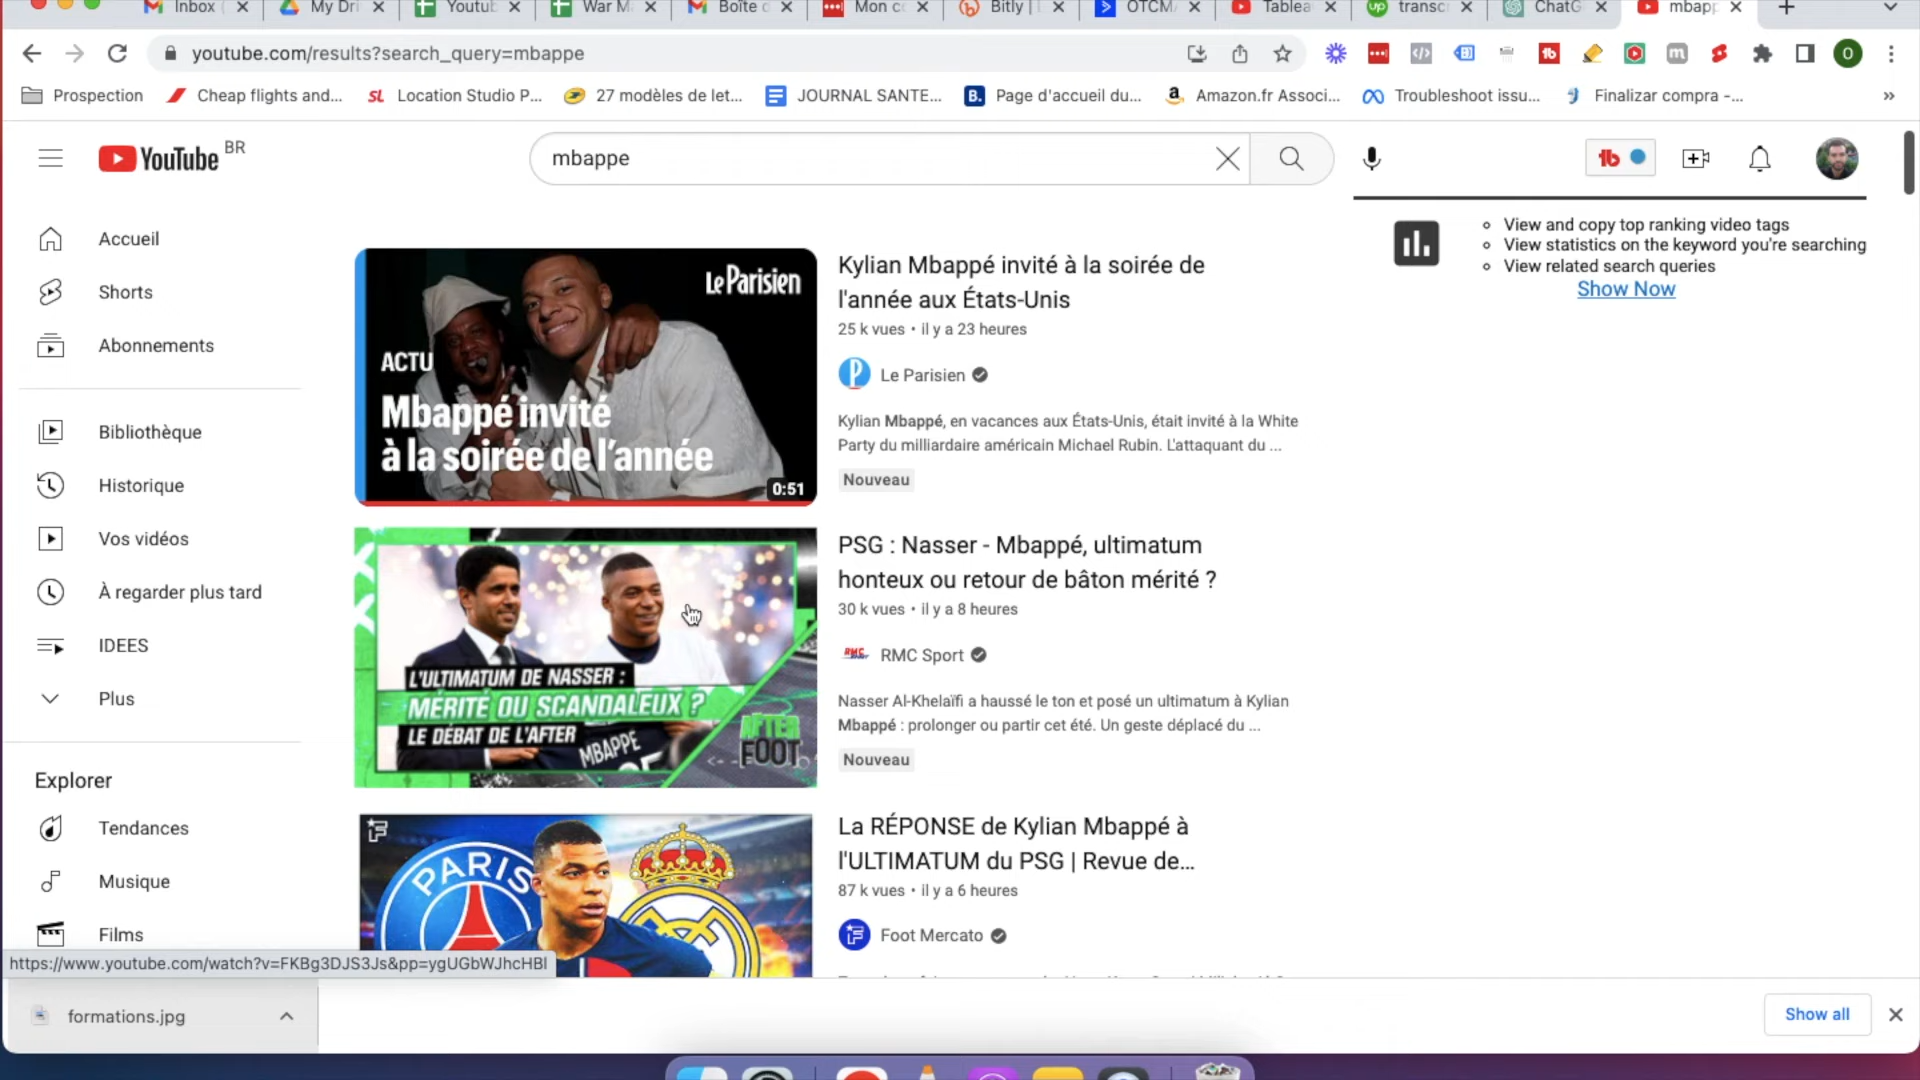 Inbox (
My Dri
Youtub
War Ma
Boîte d
Mon c
Bitly |
OTCMA
Tablea
transc
ChatG
mbapp
youtube.com/results?search_query=mbappe
Prospection
Cheap flights and...
Location Studio P...
27 modèles de let...
JOURNAL SANTE...
Page d'accueil du...
Amazon.fr Associ...
Troubleshoot issu...
Finalizar compra -...
YouTube BR
mbappe
View and copy top ranking video tags
View statistics on the keyword you're searching
View related search queries
Show Now
Accueil
Shorts
Abonnements
Bibliothèque
Historique
Vos vidéos
À regarder plus tard
IDEES
Plus
Explorer
Tendances
Musique
Films
Le Parisien
ACTU
Mbappé invité
à la soirée de l'année
0:51
Kylian Mbappé invité à la soirée de
l'année aux États-Unis
25 k vues • il y a 23 heures
Le Parisien
Kylian Mbappé, en vacances aux États-Unis, était invité à la White
Party du milliardaire américain Michael Rubin. L'attaquant du ...
Nouveau
L'ULTIMATUM DE NASSER :
MÉRITÉ OU SCANDALEUX ?
LE DÉBAT DE L'AFTER
MBAPPE
AFTER
FOOT
PSG : Nasser - Mbappé, ultimatum
honteux ou retour de bâton mérité ?
30 k vues • il y a 8 heures
RMC Sport
Nasser Al-Khelaïfi a haussé le ton et posé un ultimatum à Kylian
Mbappé : prolonger ou partir cet été. Un geste déplacé du ...
Nouveau
PARIS
La RÉPONSE de Kylian Mbappé à
l'ULTIMATUM du PSG | Revue de...
87 k vues • il y a 6 heures
Foot Mercato
https://www.youtube.com/watch?v=FKBg3DJS3Js&pp=ygUGbWJhcHBl
formations.jpg
Show all